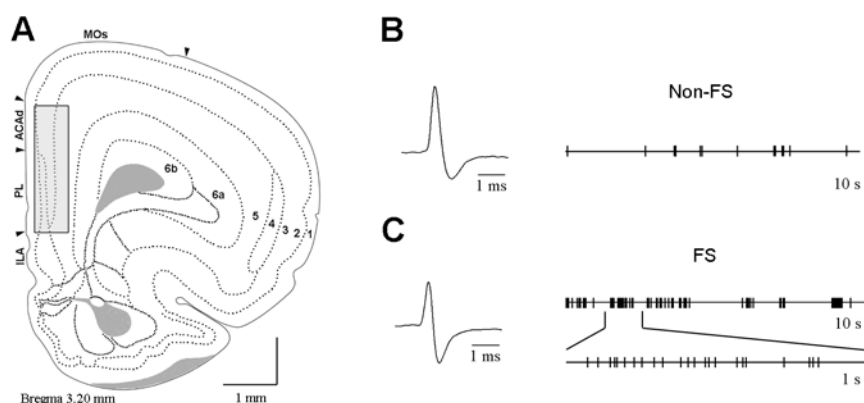 A
MOs
ACAd
PL
ILA
6b
6a
5
4
3
2
1
Bregma 3.20 mm
1 mm
B
1 ms
Non-FS
10 s
C
1 ms
FS
10 s
1 s